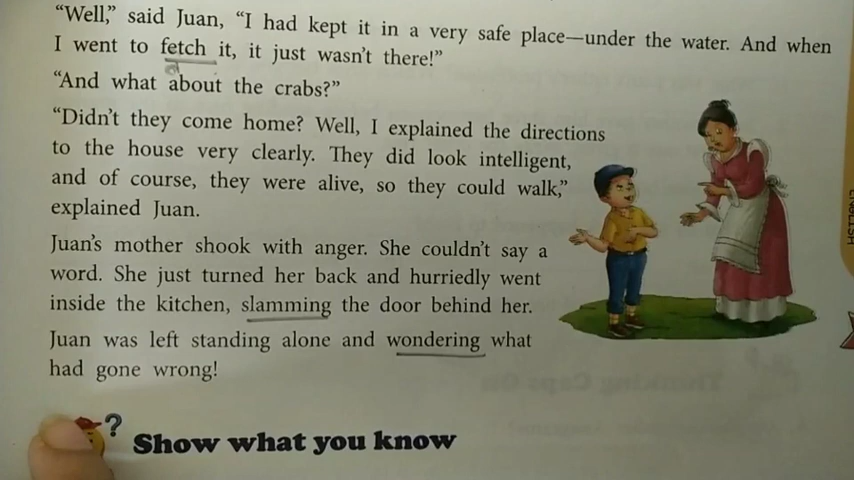 “Well,” said Juan, “I had kept it in a very safe place—under the water. And when
I went to fetch it, it just wasn’t there!”
“And what about the crabs?”
“Didn’t they come home? Well, I explained the directions
to the house very clearly. They did look intelligent,
and of course, they were alive, so they could walk,”
explained Juan.
Juan’s mother shook with anger. She couldn’t say a
word. She just turned her back and hurriedly went
inside the kitchen, slamming the door behind her.
Juan was left standing alone and wondering what
had gone wrong!
?
Show what you know
ENGLISH